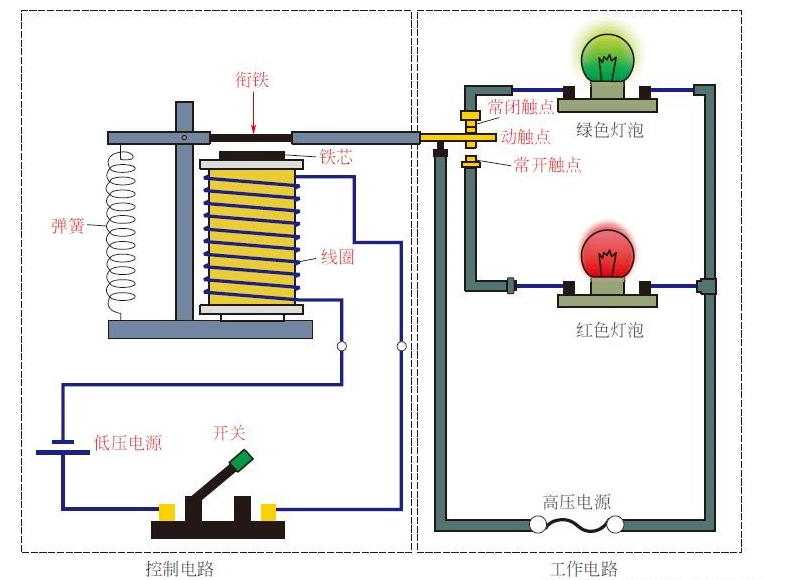 衔铁
常闭触点
绿色灯泡
动触点
铁芯
常开触点
弹簧
线圈
红色灯泡
开关
低压电源
高压电源
控制电路
工作电路